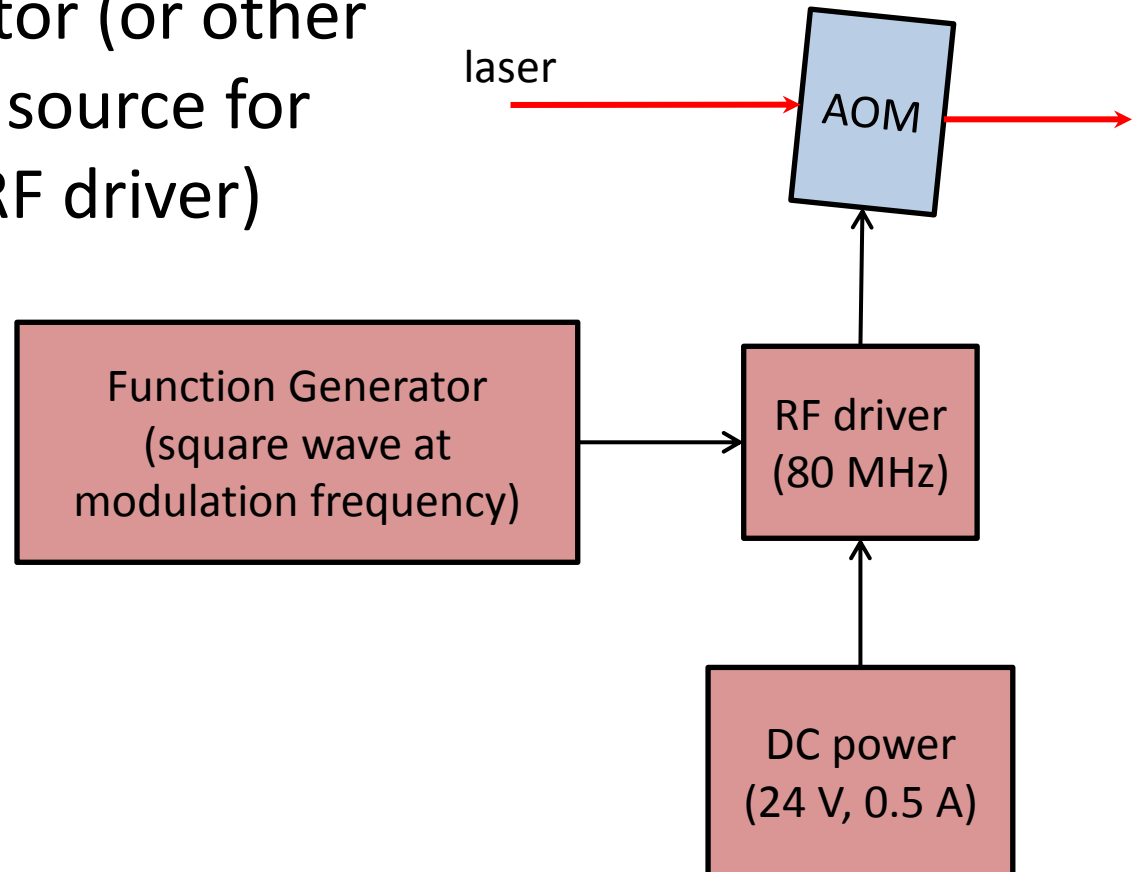 (or other
source for
driver)
laser
AOM
Function Generator
(square wave at
modulation frequency)
RF driver
(80 MHz)
DC power
(24 V, 0.5 A)